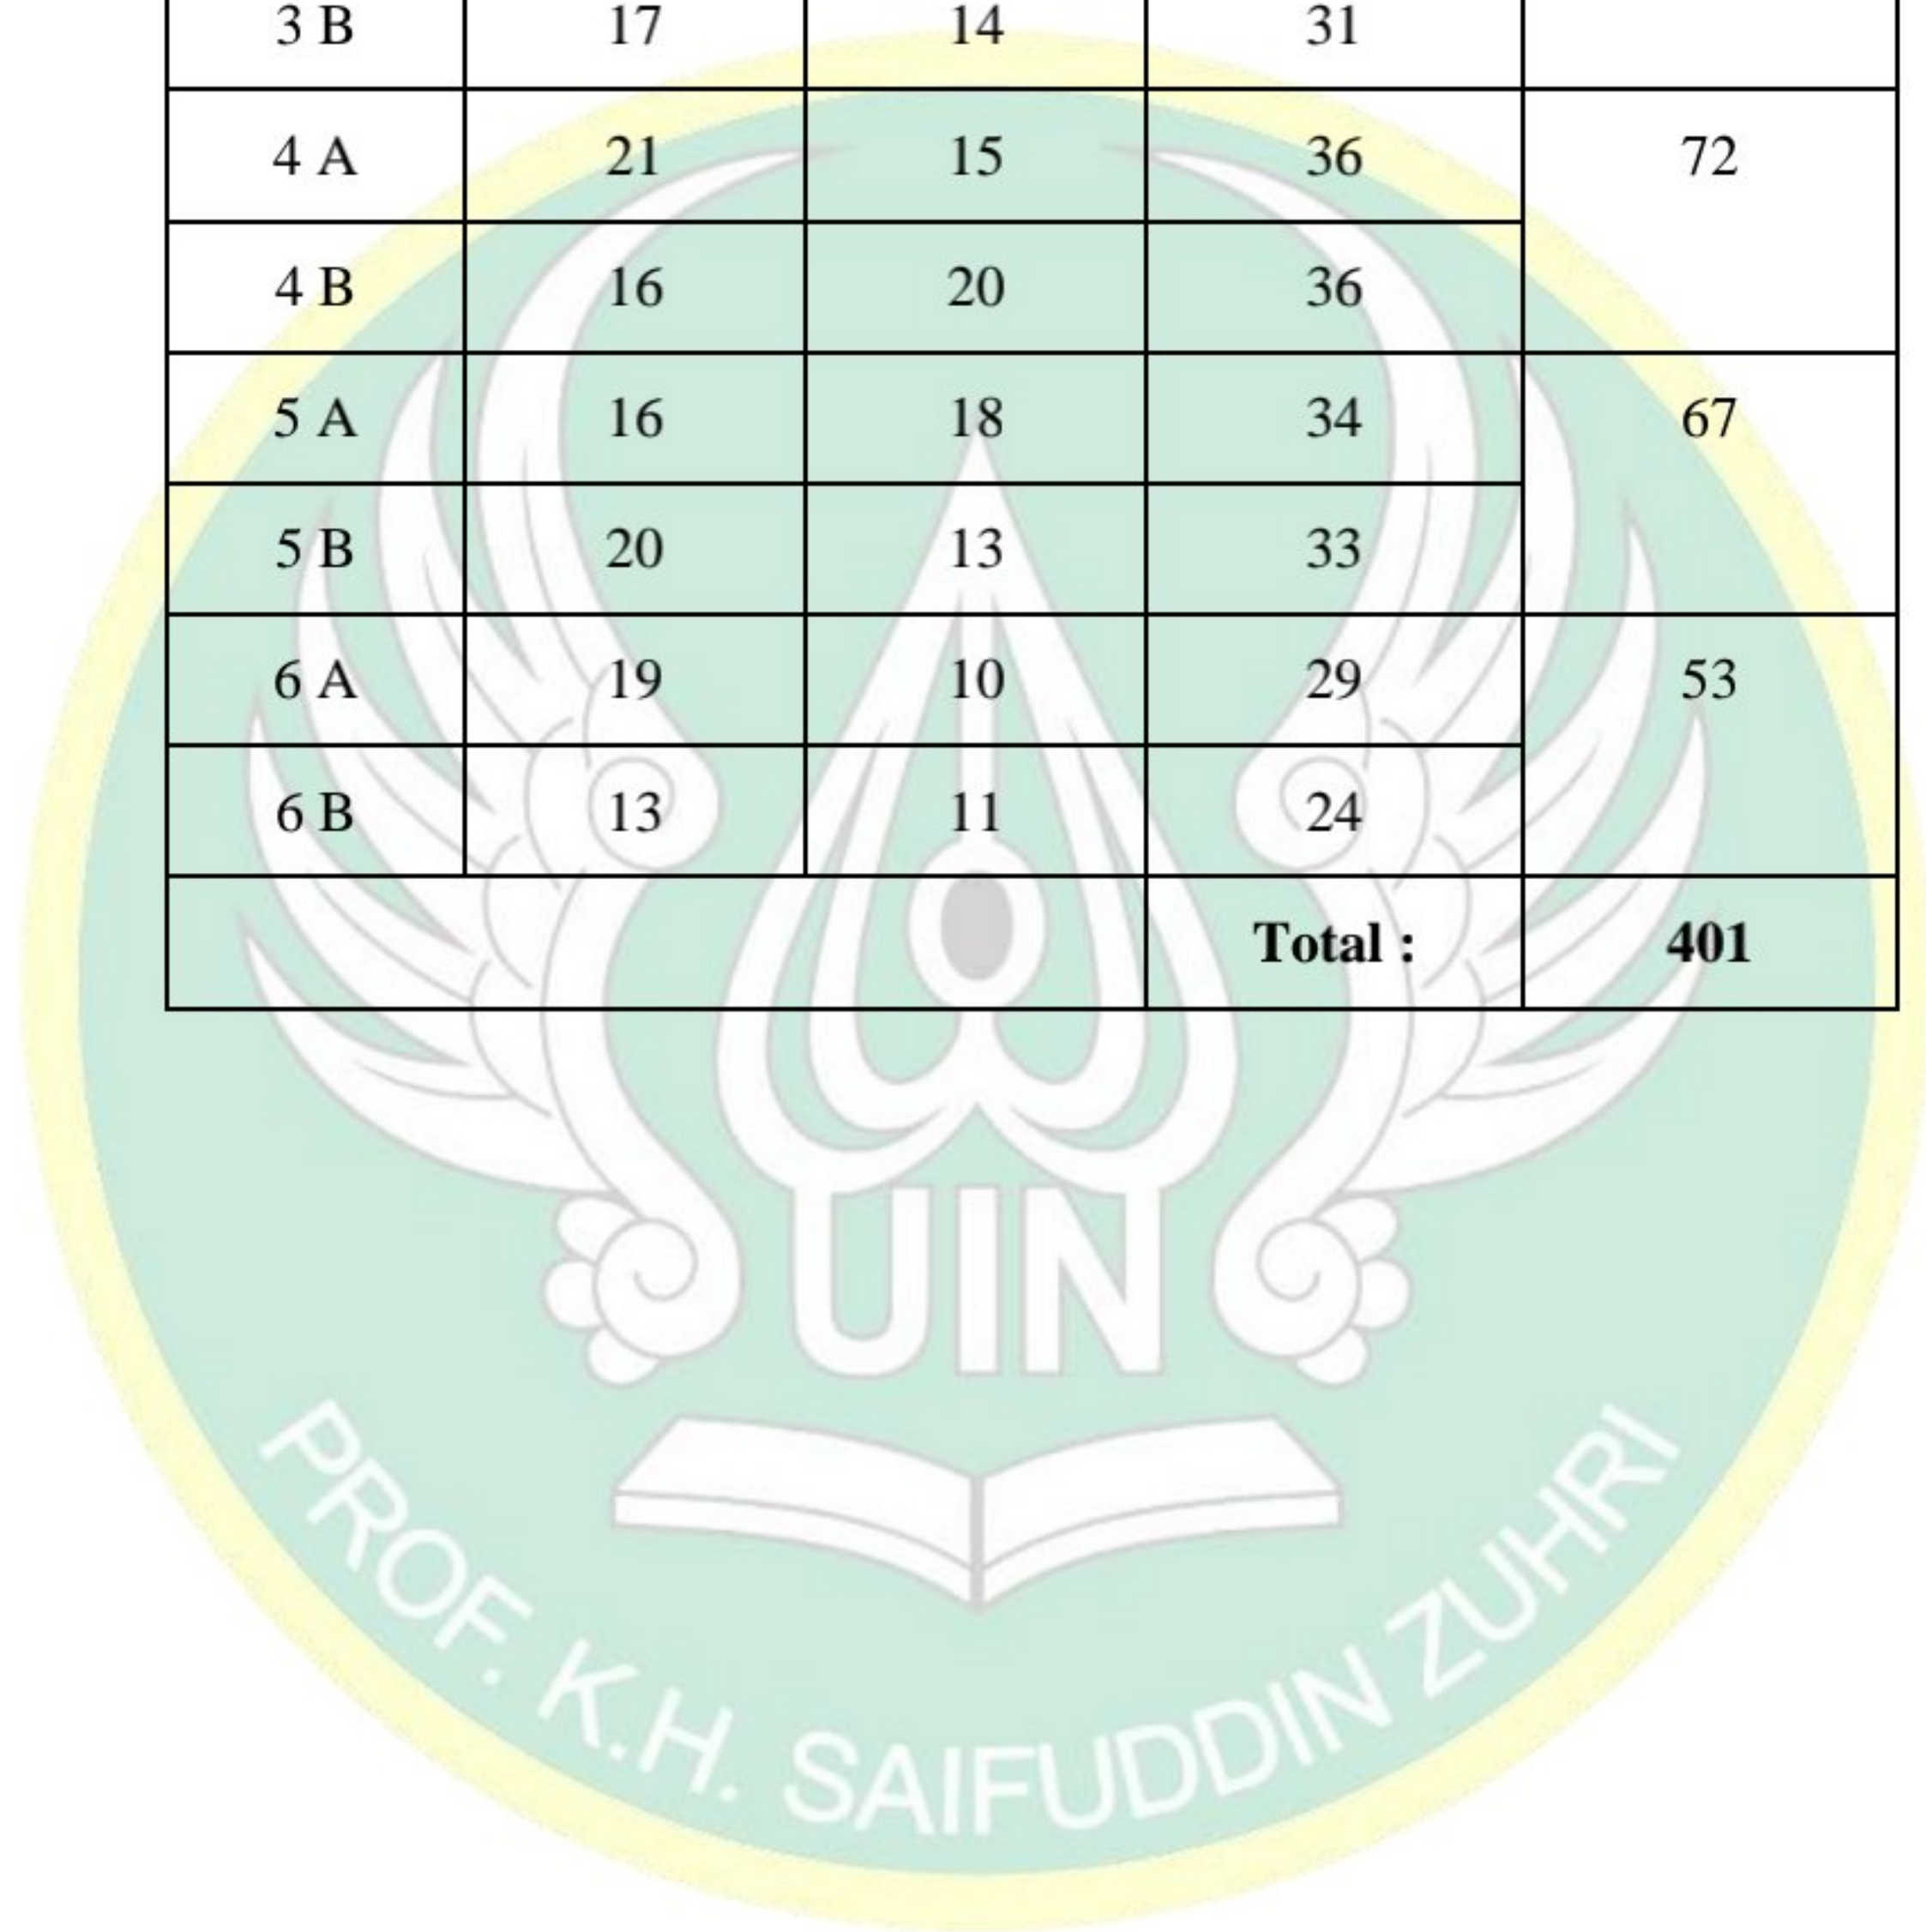 3 B 17 14 31
4 A 21 15 36 72
4 B 16 20 36
5 A 16 18 34 67
5 B 20 13 33
6 A 19 10 29 53
6 B 13 11 24
Total : 401
UIN
PROF. K.H. SAIFUDDIN ZUHRI